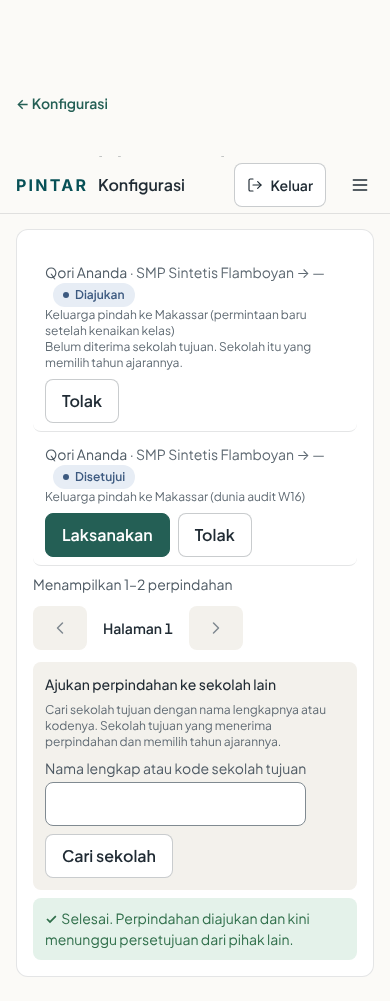 ← Konfigurasi
PINTAR Konfigurasi
Keluar
Qori Ananda · SMP Sintetis Flamboyan → —
Diajukan
Keluarga pindah ke Makassar (permintaan baru
setelah kenaikan kelas)
Belum diterima sekolah tujuan. Sekolah itu yang
memilih tahun ajarannya.
Tolak
Qori Ananda · SMP Sintetis Flamboyan → —
Disetujui
Keluarga pindah ke Makassar (dunia audit W16)
Laksanakan
Tolak
Menampilkan 1–2 perpindahan
Halaman 1
Ajukan perpindahan ke sekolah lain
Cari sekolah tujuan dengan nama lengkapnya atau
kodenya. Sekolah tujuan yang menerima
perpindahan dan memilih tahun ajarannya.
Nama lengkap atau kode sekolah tujuan
Cari sekolah
✓ Selesai. Perpindahan diajukan dan kini
menunggu persetujuan dari pihak lain.